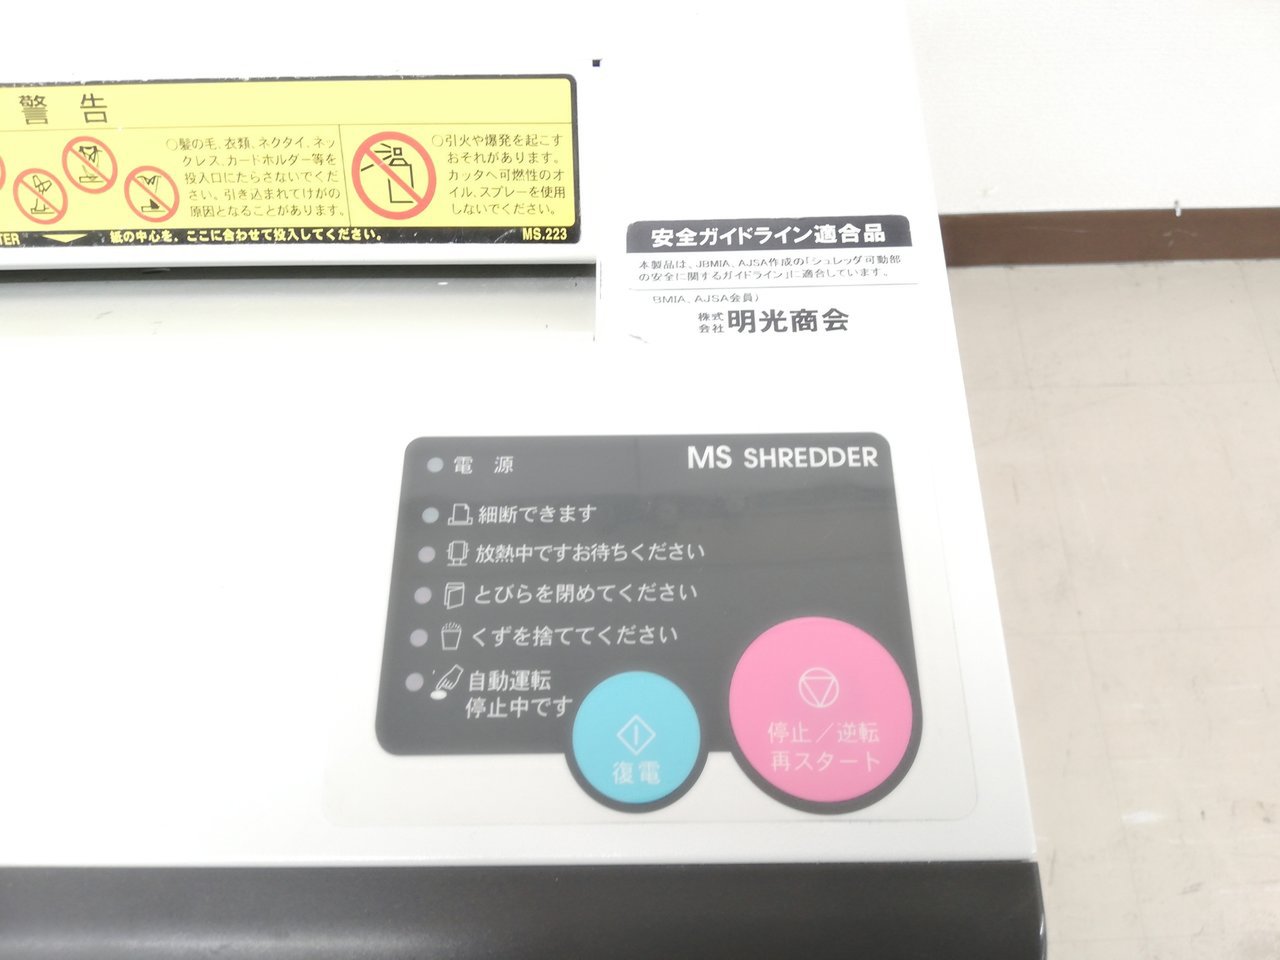 警告
○髪の毛、衣類、ネクタイ、ネッ
クレス、カードホルダー等を
投入口にたらさないでくだ
さい。引き込まれてけがの
原因となることがあります。
○引火や爆発を起こす
おそれがあります。
カッタへ可燃性のオ
イル、スプレーを使用
しないでください。
TER 紙の中心を、ここに合わせて投入してください。 MS.223
安全ガイドライン適合品
本製品は、JBMIA、AJSA作成の「シュレッダ可動部
の安全に関するガイドライン」に適合しています。
BMIA、AJSA会員）
株式会社 明光商会
MS SHREDDER
電源
細断できます
放熱中ですお待ちください
とびらを閉めてください
くずを捨ててください
自動運転
停止中です
復電
停止／逆転
再スタート